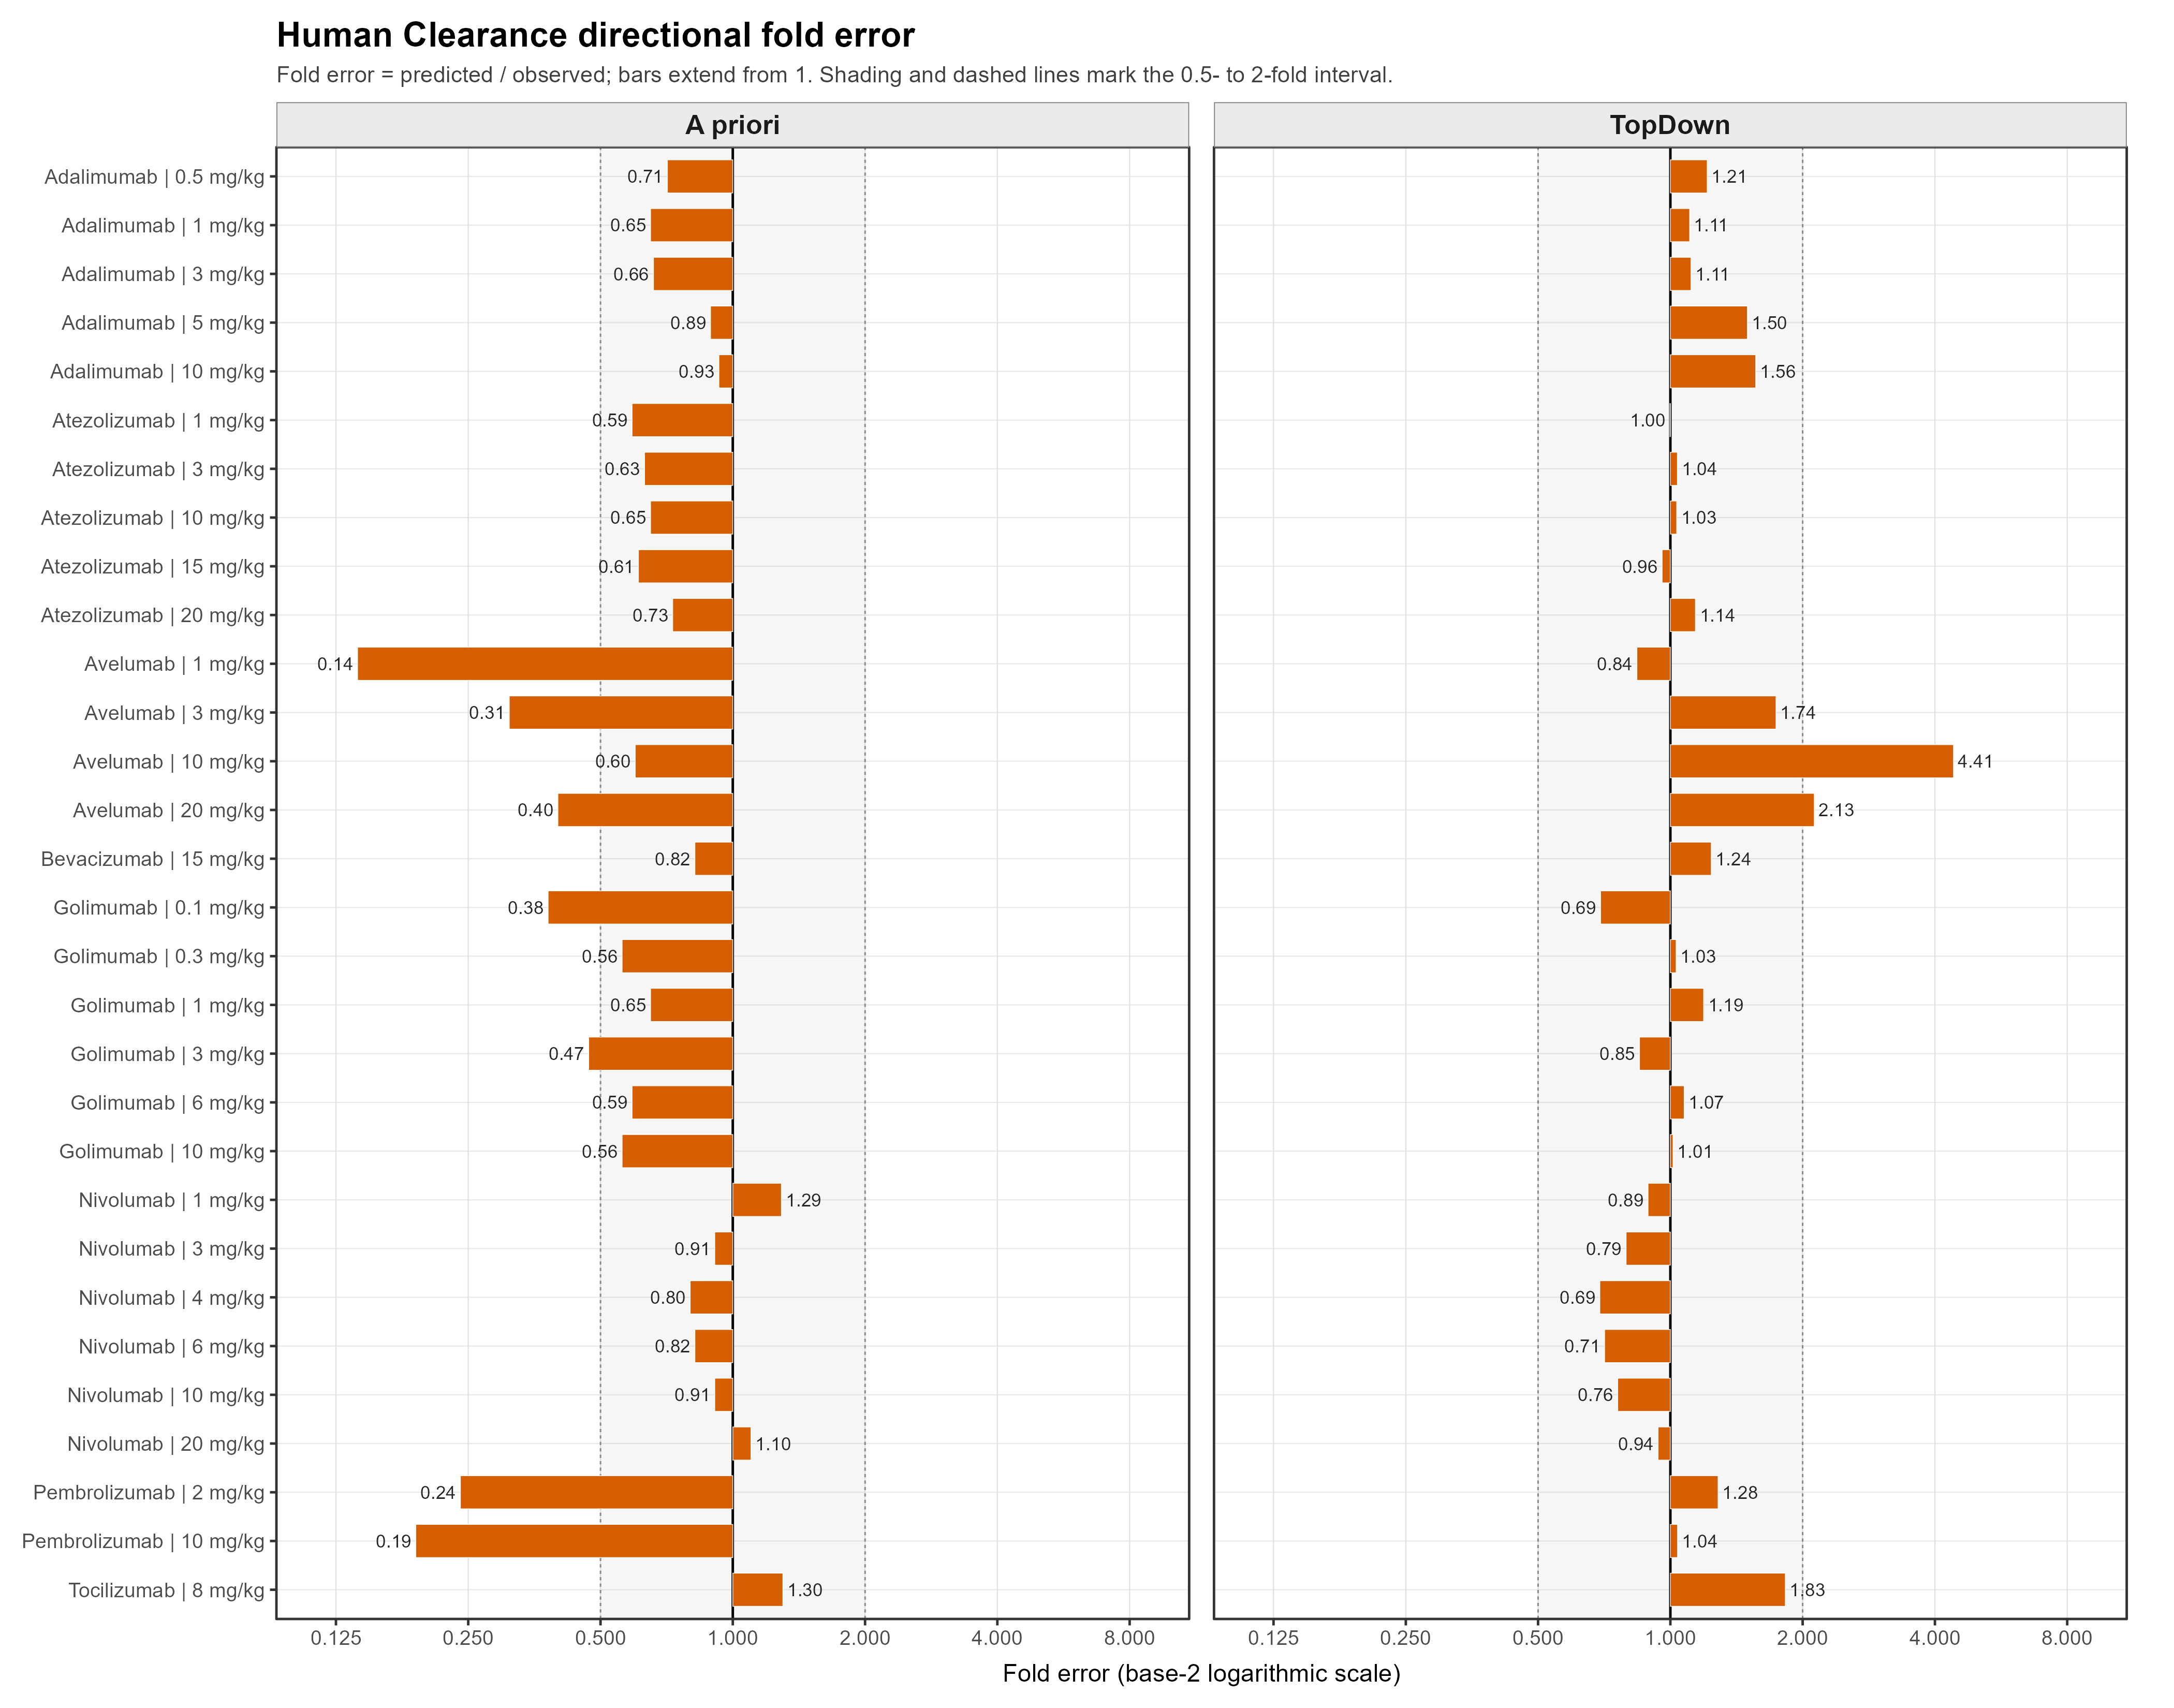 Human Clearance directional fold error
Fold error = predicted / observed; bars extend from 1. Shading and dashed lines mark the 0.5- to 2-fold interval.
A priori TopDown
Adalimumab | 0.5 mg/kg 0.71 1.21
Adalimumab | 1 mg/kg 0.65 1.11
Adalimumab | 3 mg/kg 0.66 1.11
Adalimumab | 5 mg/kg 0.89 1.50
Adalimumab | 10 mg/kg 0.93 1.56
Atezolizumab | 1 mg/kg 0.59 1.00
Atezolizumab | 3 mg/kg 0.63 1.04
Atezolizumab | 10 mg/kg 0.65 1.03
Atezolizumab | 15 mg/kg 0.61 0.96
Atezolizumab | 20 mg/kg 0.73 1.14
Avelumab | 1 mg/kg 0.14 0.84
Avelumab | 3 mg/kg 0.31 1.74
Avelumab | 10 mg/kg 0.60 4.41
Avelumab | 20 mg/kg 0.40 2.13
Bevacizumab | 15 mg/kg 0.82 1.24
Golimumab | 0.1 mg/kg 0.38 0.69
Golimumab | 0.3 mg/kg 0.56 1.03
Golimumab | 1 mg/kg 0.65 1.19
Golimumab | 3 mg/kg 0.47 0.85
Golimumab | 6 mg/kg 0.59 1.07
Golimumab | 10 mg/kg 0.56 1.01
Nivolumab | 1 mg/kg 1.29 0.89
Nivolumab | 3 mg/kg 0.91 0.79
Nivolumab | 4 mg/kg 0.80 0.69
Nivolumab | 6 mg/kg 0.82 0.71
Nivolumab | 10 mg/kg 0.91 0.76
Nivolumab | 20 mg/kg 1.10 0.94
Pembrolizumab | 2 mg/kg 0.24 1.28
Pembrolizumab | 10 mg/kg 0.19 1.04
Tocilizumab | 8 mg/kg 1.30 1.83
0.125 0.250 0.500 1.000 2.000 4.000 8.000 0.125 0.250 0.500 1.000 2.000 4.000 8.000
Fold error (base-2 logarithmic scale)